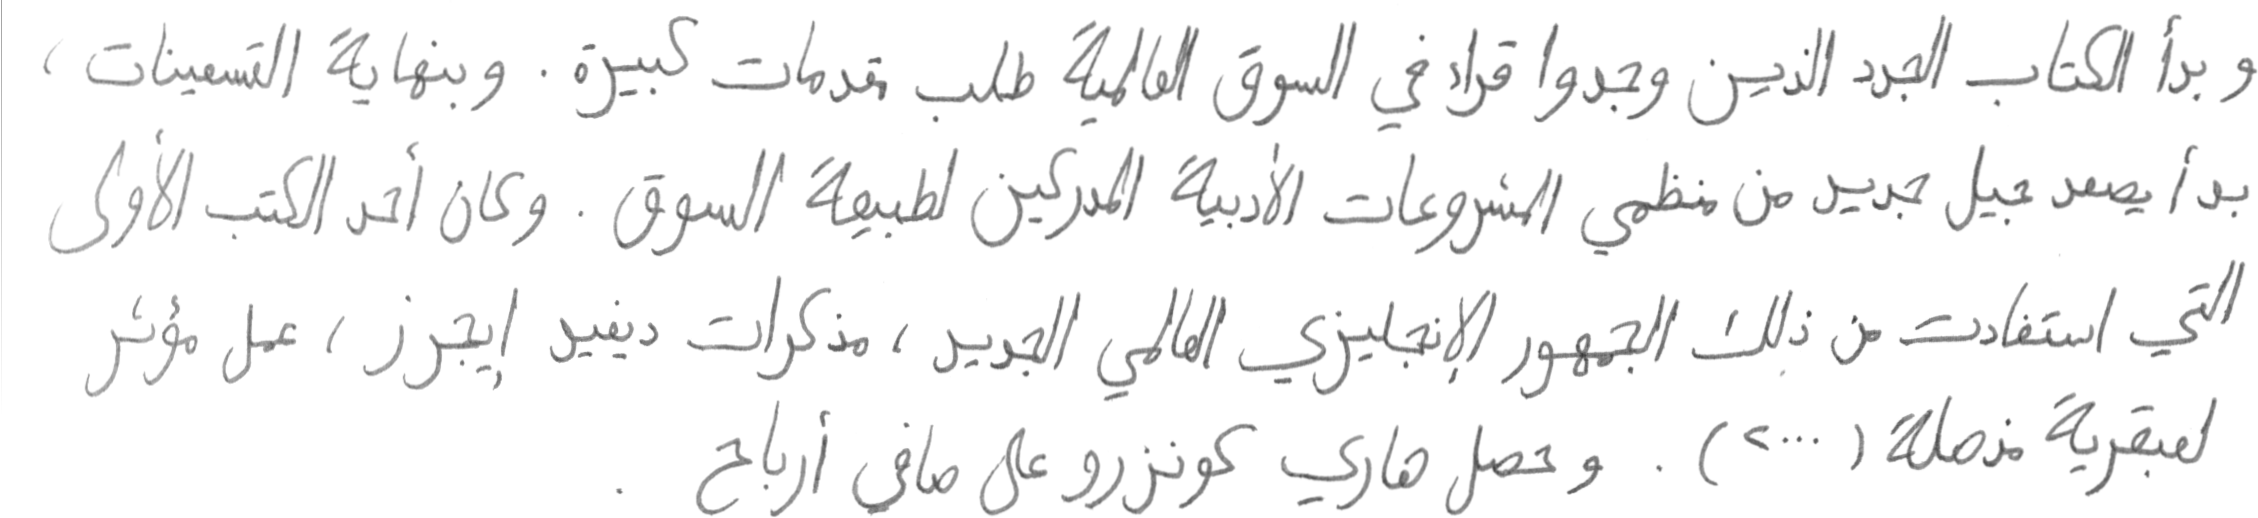 وبدأ الكتاب الجدد الذين وجدوا قراء في السوق العالمية طلب مقدمات كبيرة . وبنهاية التسعينات ،
بدأ يصعد جيل جديد من منظمي المشروعات الأدبية المدركين لطبيعة السوق . وكان أحد الكتب الأولى
التي استفادت من ذلك الجمهور الإنجليزي العالمي الجديد ، مذكرات ديفيد إيجرز ، عمل مؤثر
لعبقرية مذهلة ( ٢٠٠٠ ) . وحصل هاري كونزرو على صافي أرباح .